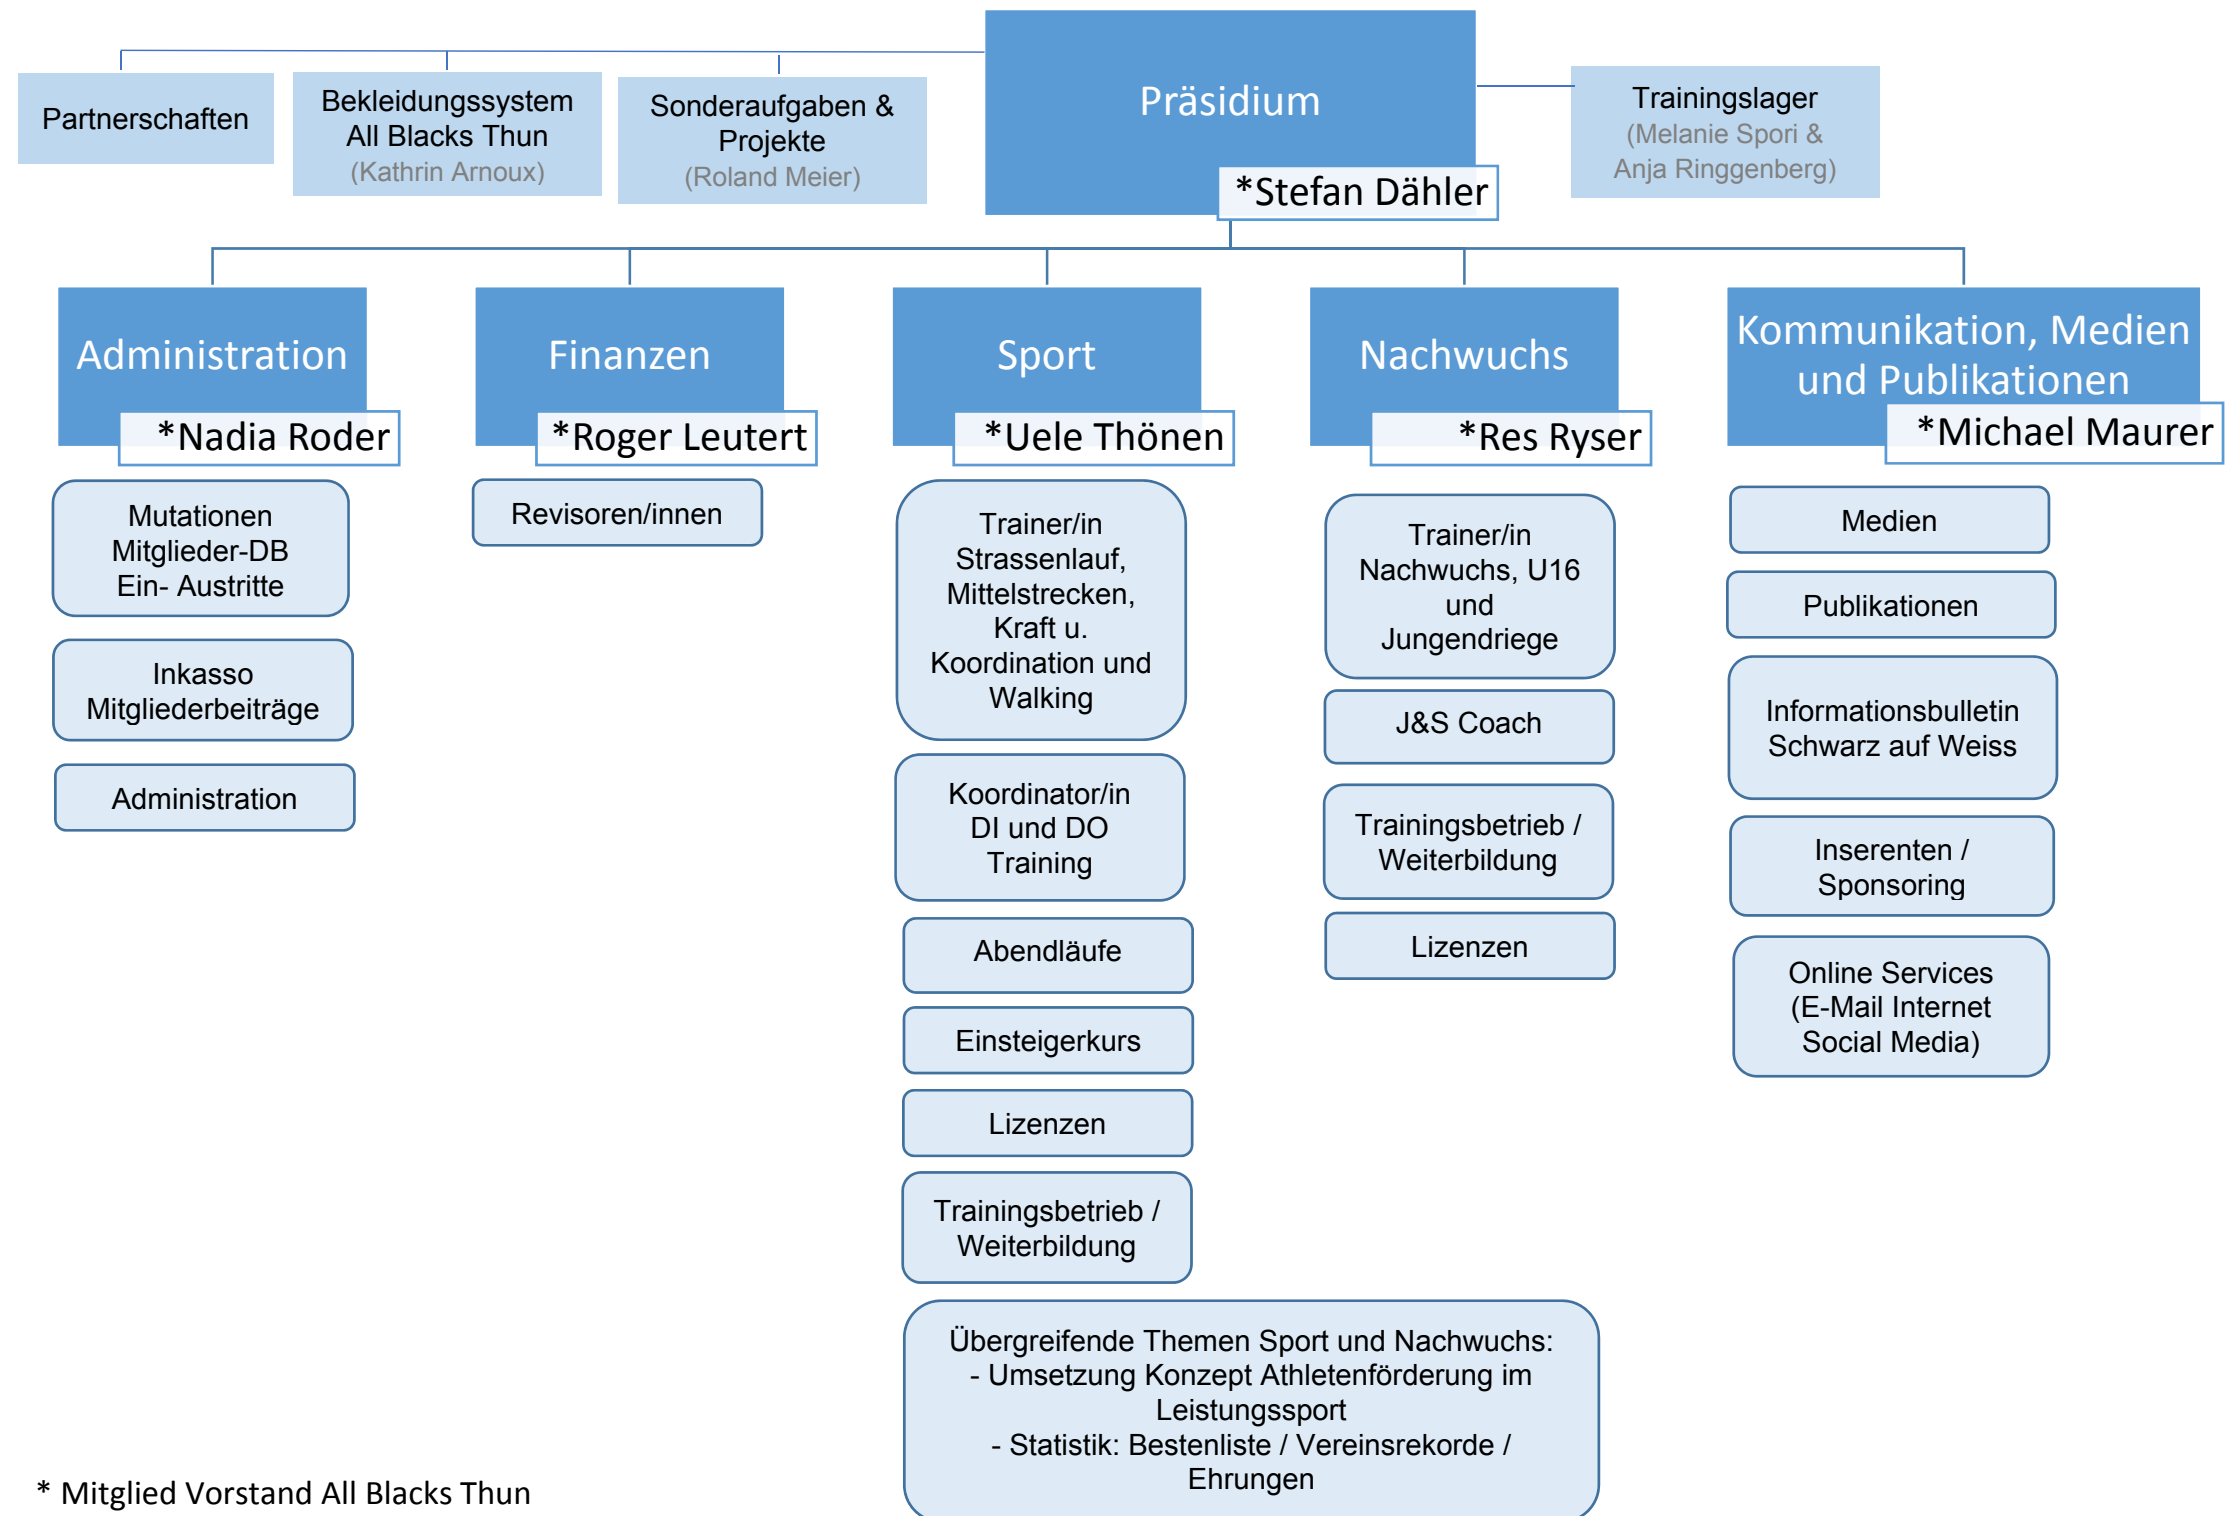 Partnerschaften
Bekleidungssystem
All Blacks Thun
(Kathrin Arnoux)
Sonderaufgaben &
Projekte
(Roland Meier)
Präsidium
*Stefan Dähler
Trainingslager
(Melanie Spori &
Anja Ringgenberg)
Administration
*Nadia Roder
Finanzen
*Roger Leutert
Sport
*Uele Thönen
Nachwuchs
*Res Ryser
Kommunikation, Medien
und Publikationen
*Michael Maurer
Mutationen
Mitglieder-DB
Ein- Austritte
Inkasso
Mitgliederbeiträge
Administration
Revisoren/innen
Trainer/in
Strassenlauf,
Mittelstrecken,
Kraft u.
Koordination und
Walking
Koordinator/in
DI und DO
Training
Abendläufe
Einsteigerkurs
Lizenzen
Trainingsbetrieb /
Weiterbildung
Trainer/in
Nachwuchs, U16
und
Jungendriege
J&S Coach
Trainingsbetrieb /
Weiterbildung
Lizenzen
Medien
Publikationen
Informationsbulletin
Schwarz auf Weiss
Inserenten /
Sponsoring
Online Services
(E-Mail Internet
Social Media)
Übergreifende Themen Sport und Nachwuchs:
- Umsetzung Konzept Athletenförderung im
Leistungssport
- Statistik: Bestenliste / Vereinsrekorde /
Ehrungen
* Mitglied Vorstand All Blacks Thun